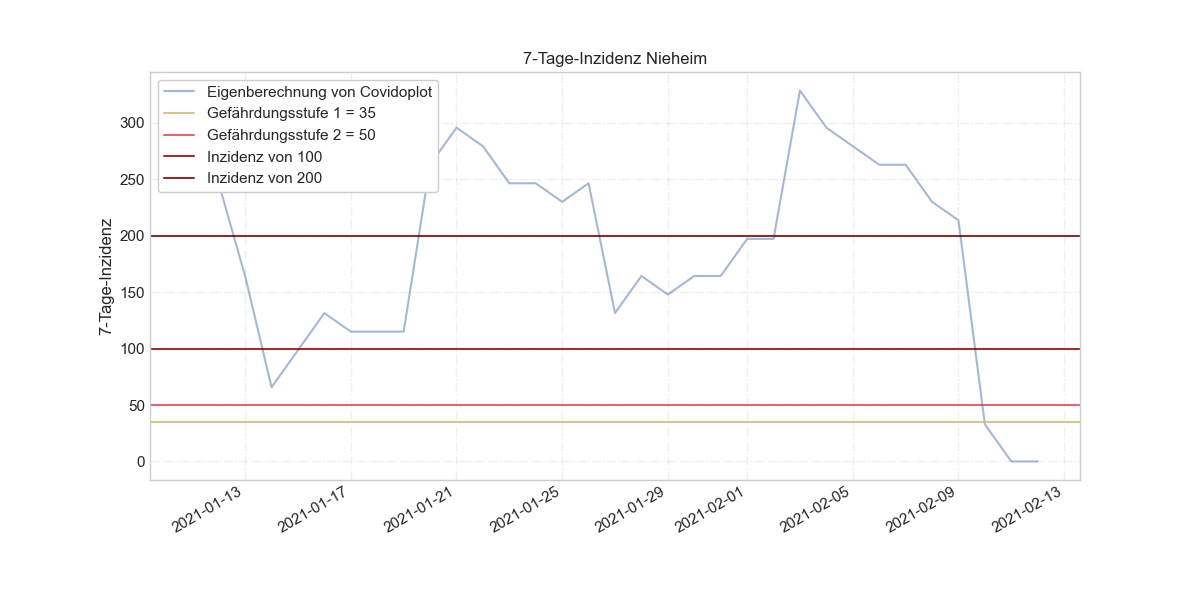 7-Tage-Inzidenz Nieheim
Eigenberechnung von Covidoplot
Gefährdungsstufe 1 = 35
Gefährdungsstufe 2 = 50
Inzidenz von 100
Inzidenz von 200
7-Tage-Inzidenz
300
250
200
150
100
50
0
2021-01-13
2021-01-17
2021-01-21
2021-01-25
2021-01-29
2021-02-01
2021-02-05
2021-02-09
2021-02-13